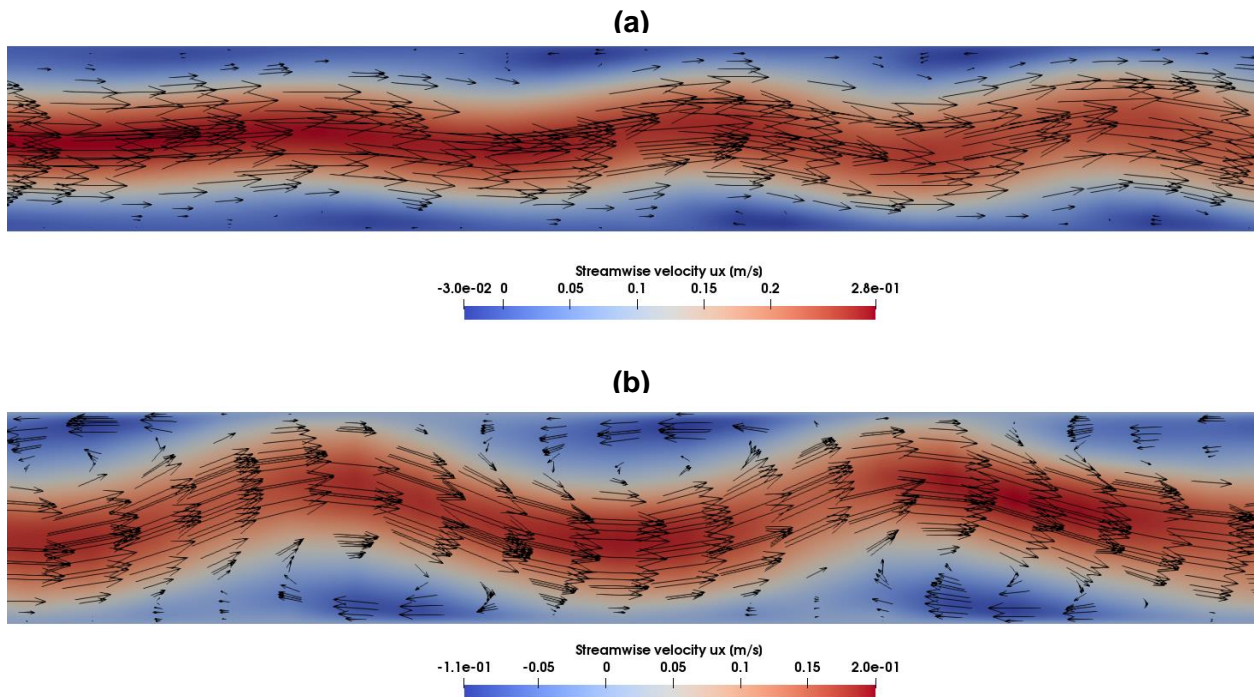 (a)
Streamwise velocity ux (m/s)
-3.0e-02 0 0.05 0.1 0.15 0.2 2.8e-01
(b)
Streamwise velocity ux (m/s)
-1.1e-01 -0.05 0 0.05 0.1 0.15 2.0e-01